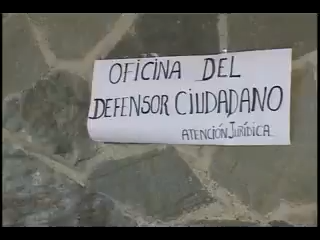 OFICINA DEL
DEFENSOR CIUDADANO
ATENCIÓN JURÍDICA